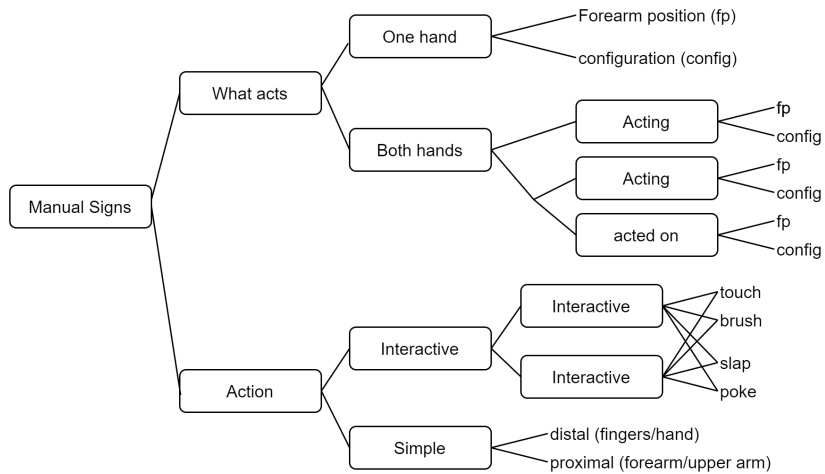 Forearm position (fp)
One hand
configuration (config)
What acts
Acting
fp
config
Both hands
Acting
fp
config
Manual Signs
acted on
fp
config
Interactive
touch
brush
Interactive
Interactive
slap
poke
Action
Simple
distal (fingers/hand)
proximal (forearm/upper arm)